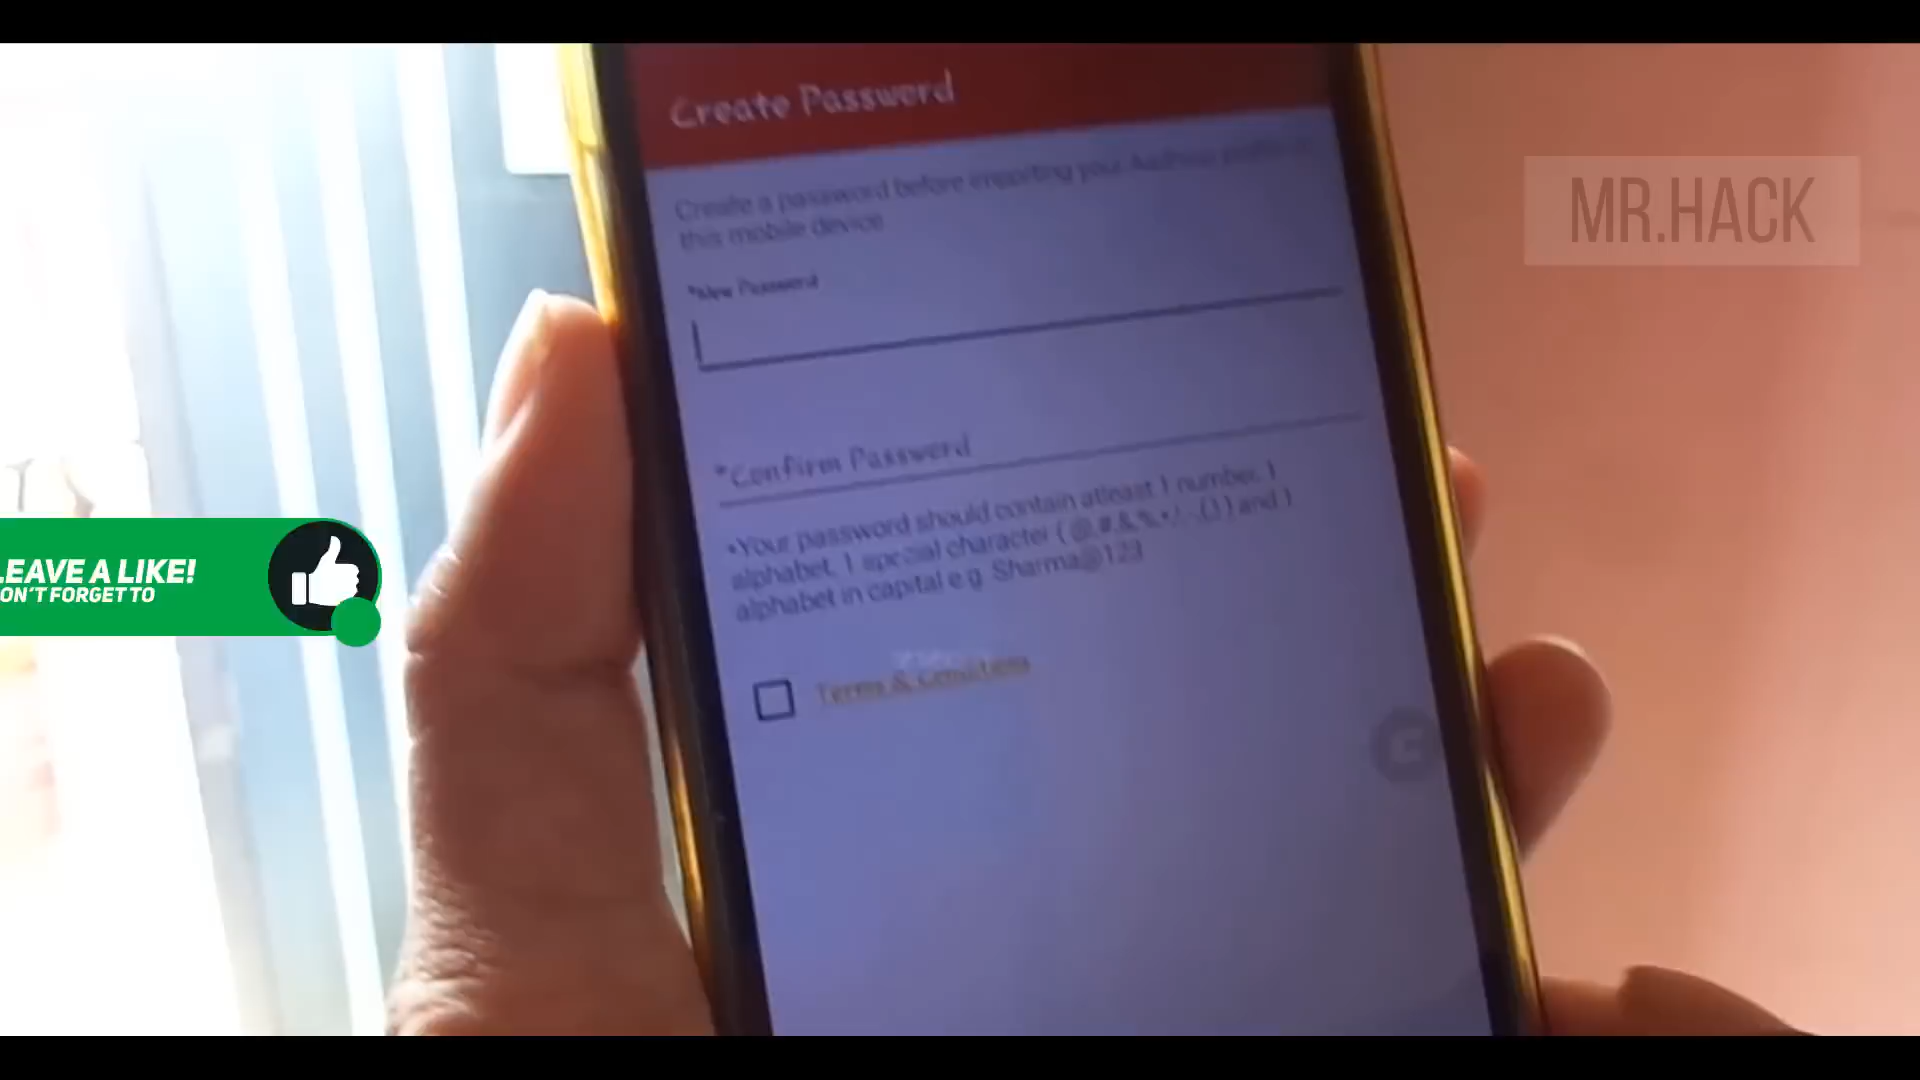 Create Password
Create a password before importing your Aadhaar profile in
this mobile device
*New Password
*Confirm Password
•Your password should contain atleast 1 number, 1
alphabet, 1 special character ( @,#,&,%,*,/,-,(,) ) and 1
alphabet in capital e.g. Sharma@123
Terms & Conditions
MR.HACK
LEAVE A LIKE!
ON'T FORGET TO